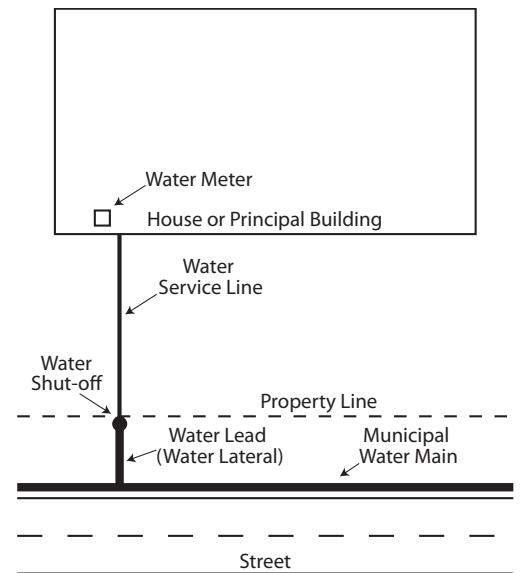 Water Meter
House or Principal Building
Water
Service Line
Water
Shut-off
Property Line
Water Lead
(Water Lateral)
Municipal
Water Main
Street